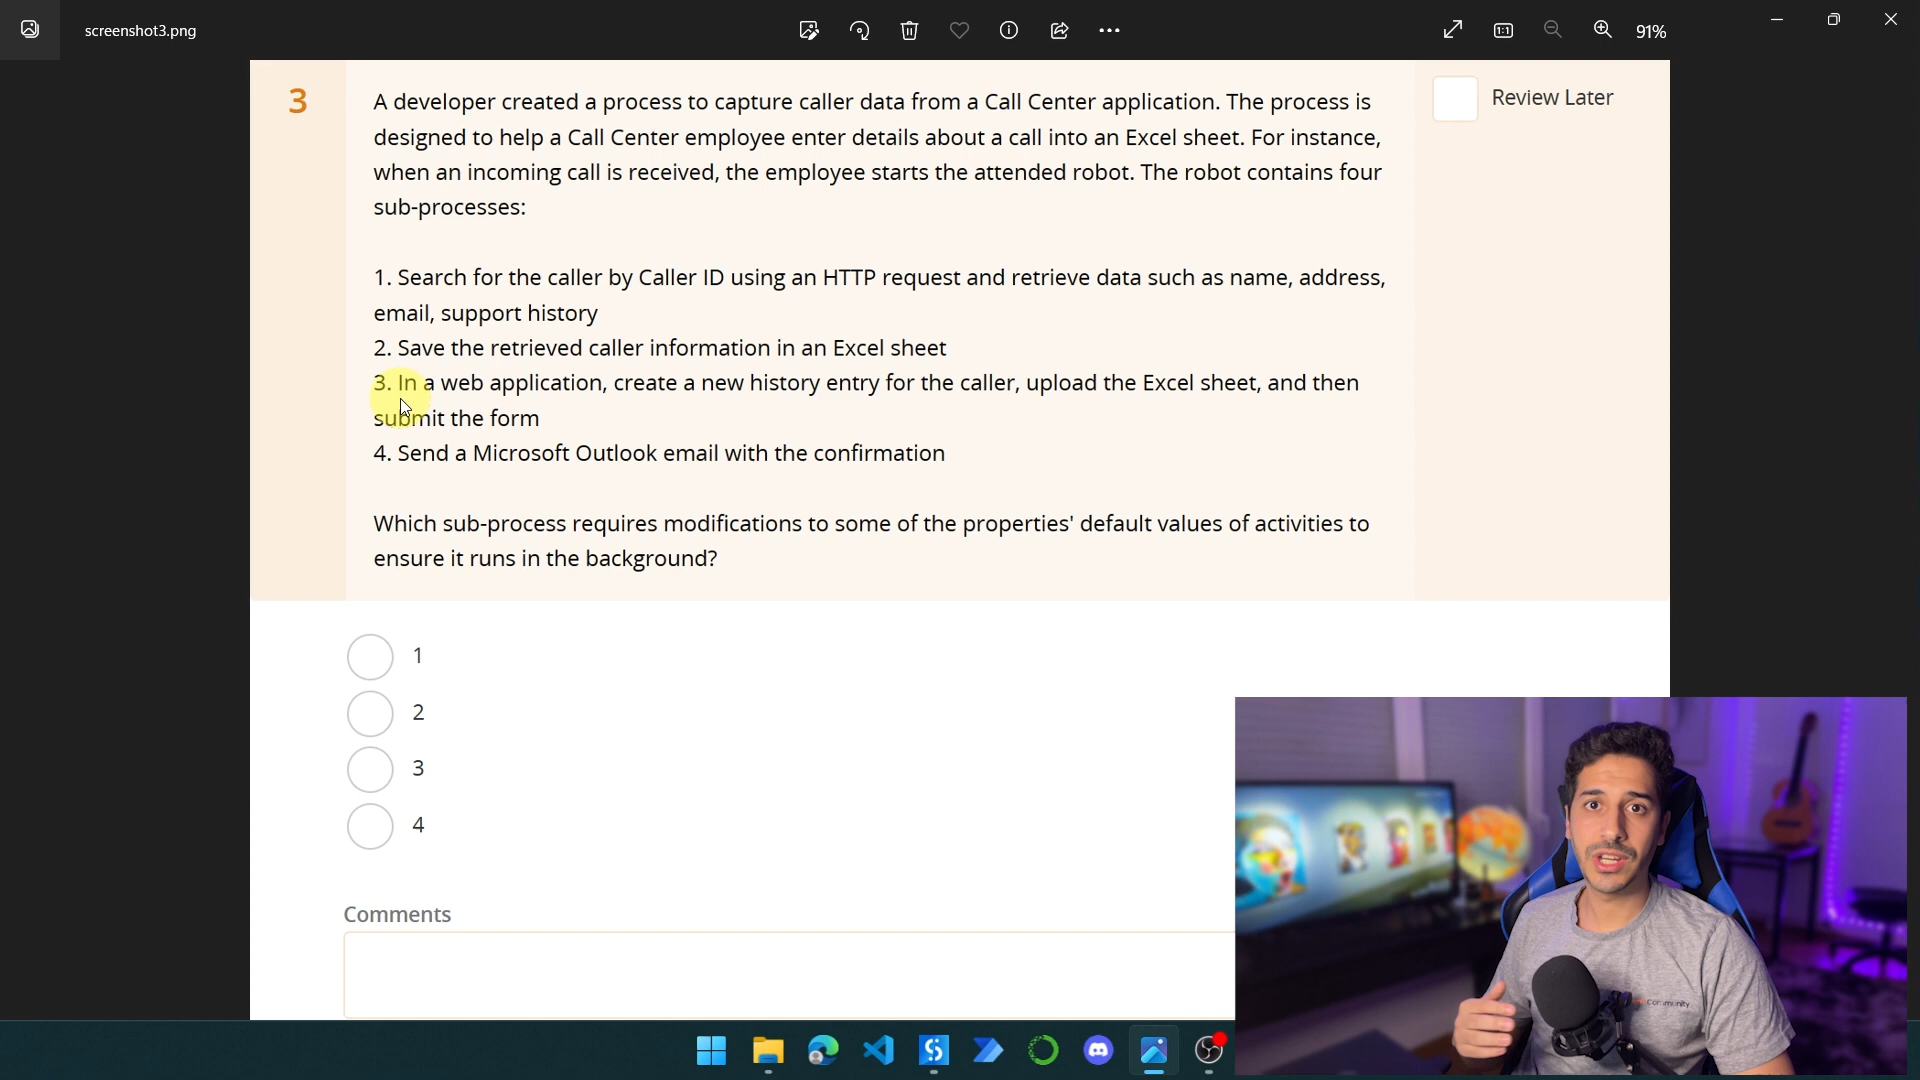 screenshot3.png
91%
3
A developer created a process to capture caller data from a Call Center application. The process is
designed to help a Call Center employee enter details about a call into an Excel sheet. For instance,
when an incoming call is received, the employee starts the attended robot. The robot contains four
sub-processes:
Review Later
1. Search for the caller by Caller ID using an HTTP request and retrieve data such as name, address,
email, support history
2. Save the retrieved caller information in an Excel sheet
3. In a web application, create a new history entry for the caller, upload the Excel sheet, and then
submit the form
4. Send a Microsoft Outlook email with the confirmation
Which sub-process requires modifications to some of the properties' default values of activities to
ensure it runs in the background?
1
2
3
4
Comments
Community